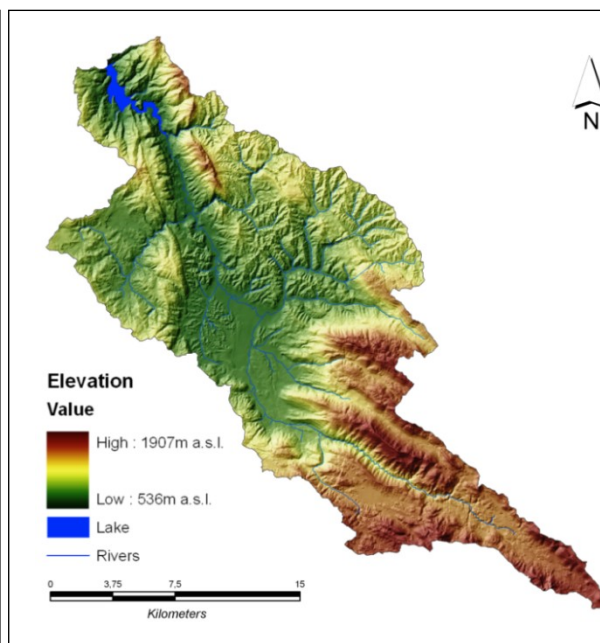 N
Elevation
Value
High : 1907m a.s.l.
Low : 536m a.s.l.
Lake
Rivers
0 3,75 7,5 15
Kilometers